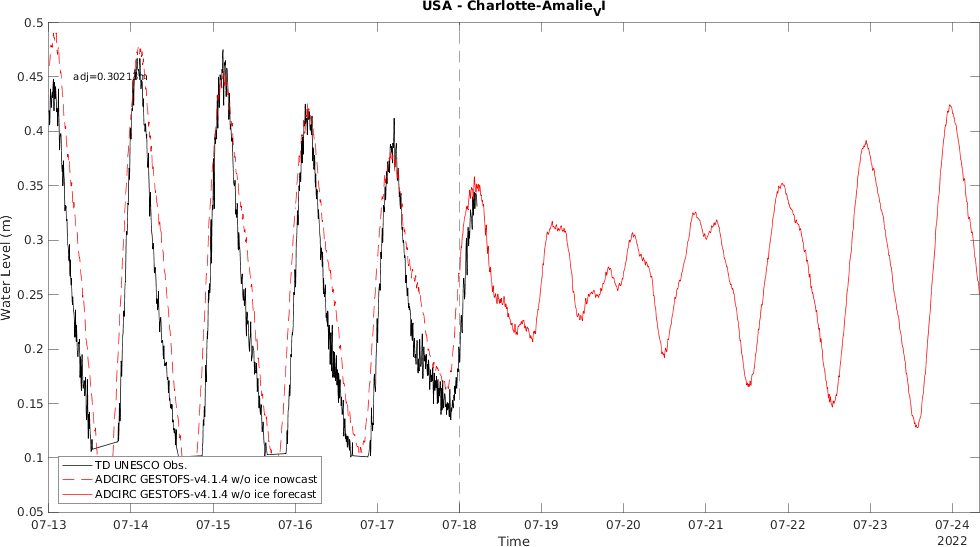 USA - Charlotte-Amalie_VI
0.5
0.45
0.4
0.35
0.3
0.25
0.2
0.15
0.1
0.05
Water Level (m)
TD UNESCO Obs.
ADCIRC GESTOFS-v4.1.4 w/o ice nowcast
ADCIRC GESTOFS-v4.1.4 w/o ice forecast
07-13 07-14 07-15 07-16 07-17 07-18 07-19 07-20 07-21 07-22 07-23 07-24
Time
2022